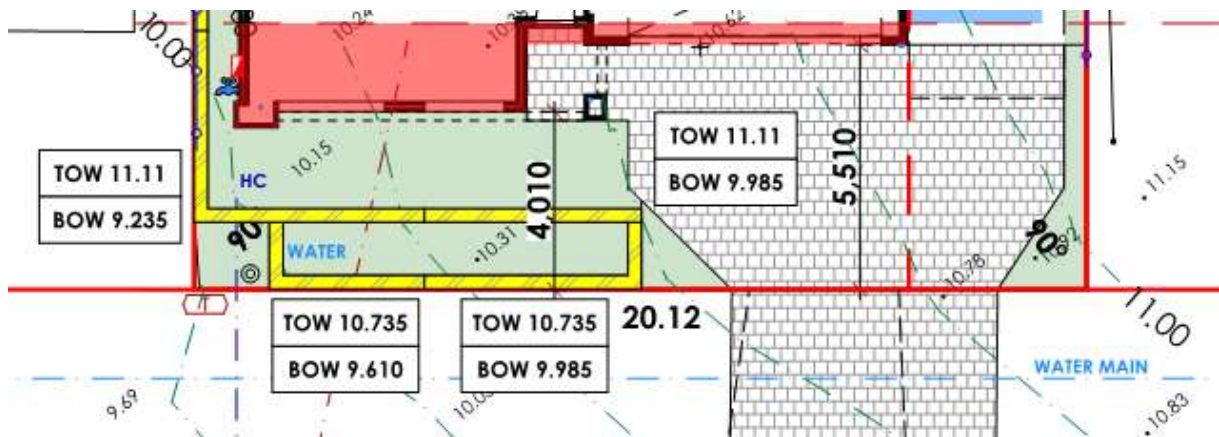 10.00
10.24
10.62
TOW 11.11
BOW 9.235
10.15
HC
4,010
TOW 11.11
BOW 9.985
5,510
11.15
90°
WATER
10.31
10.78
TOW 10.735
BOW 9.610
TOW 10.735
BOW 9.985
20.12
11.00
WATER MAIN
9.69
10.83